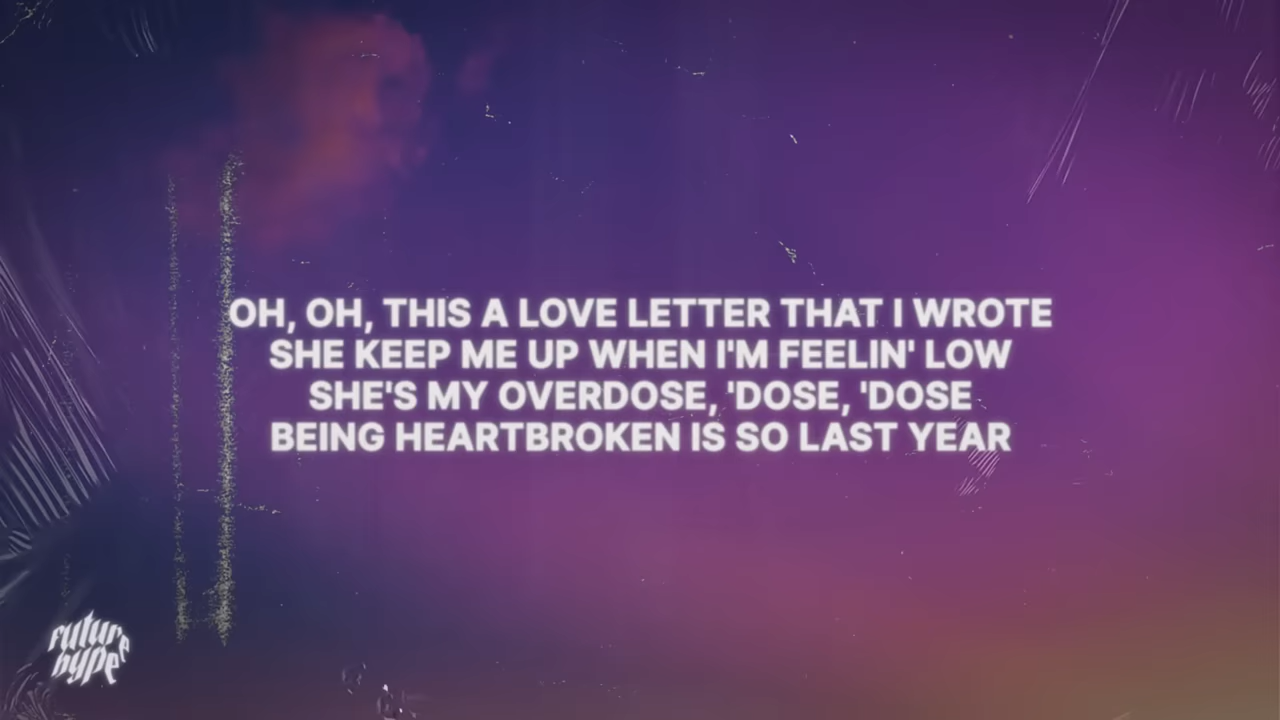 OH, OH, THIS A LOVE LETTER THAT I WROTE
SHE KEEP ME UP WHEN I'M FEELIN' LOW
SHE'S MY OVERDOSE, 'DOSE, 'DOSE
BEING HEARTBROKEN IS SO LAST YEAR
future
hype